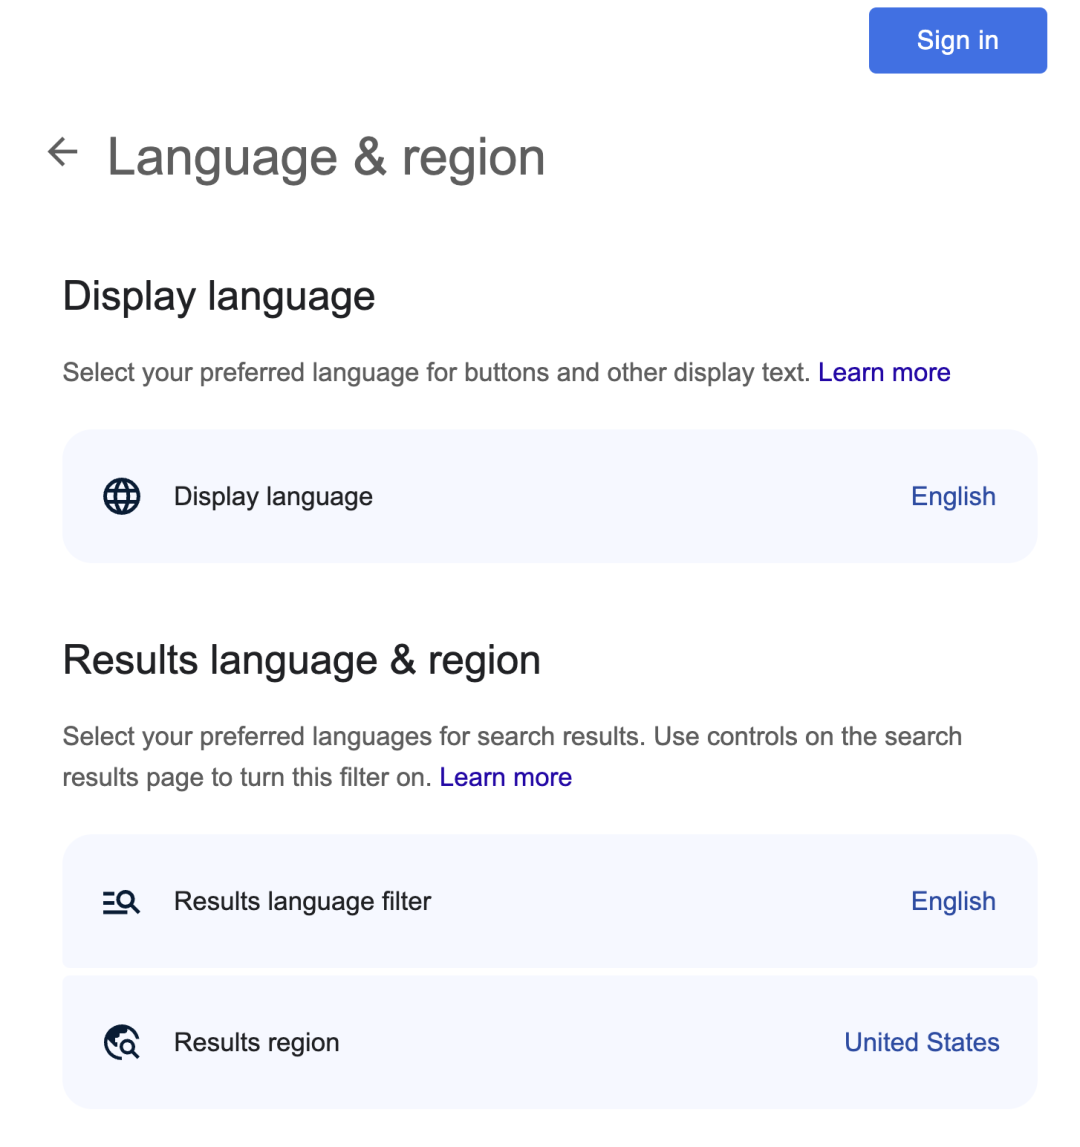 Sign in
Language & region
Display language
Select your preferred language for buttons and other display text. Learn more
Display language English
Results language & region
Select your preferred languages for search results. Use controls on the search
results page to turn this filter on. Learn more
Results language filter English
Results region United States